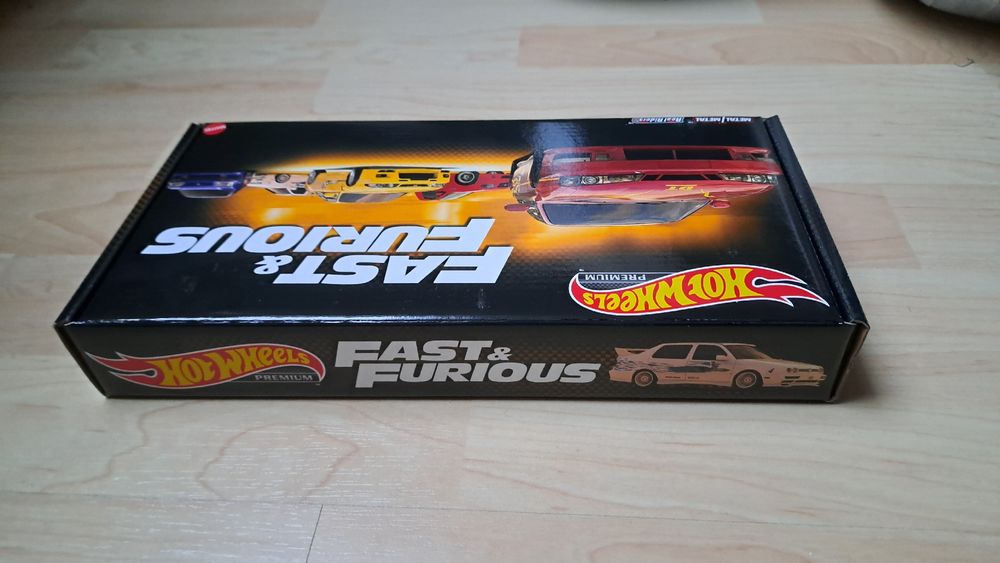 METAL/METAL
Real Riders
FAST &
FURIOUS
HOT WHEELS
PREMIUM
HOT WHEELS
PREMIUM
FAST &
FURIOUS